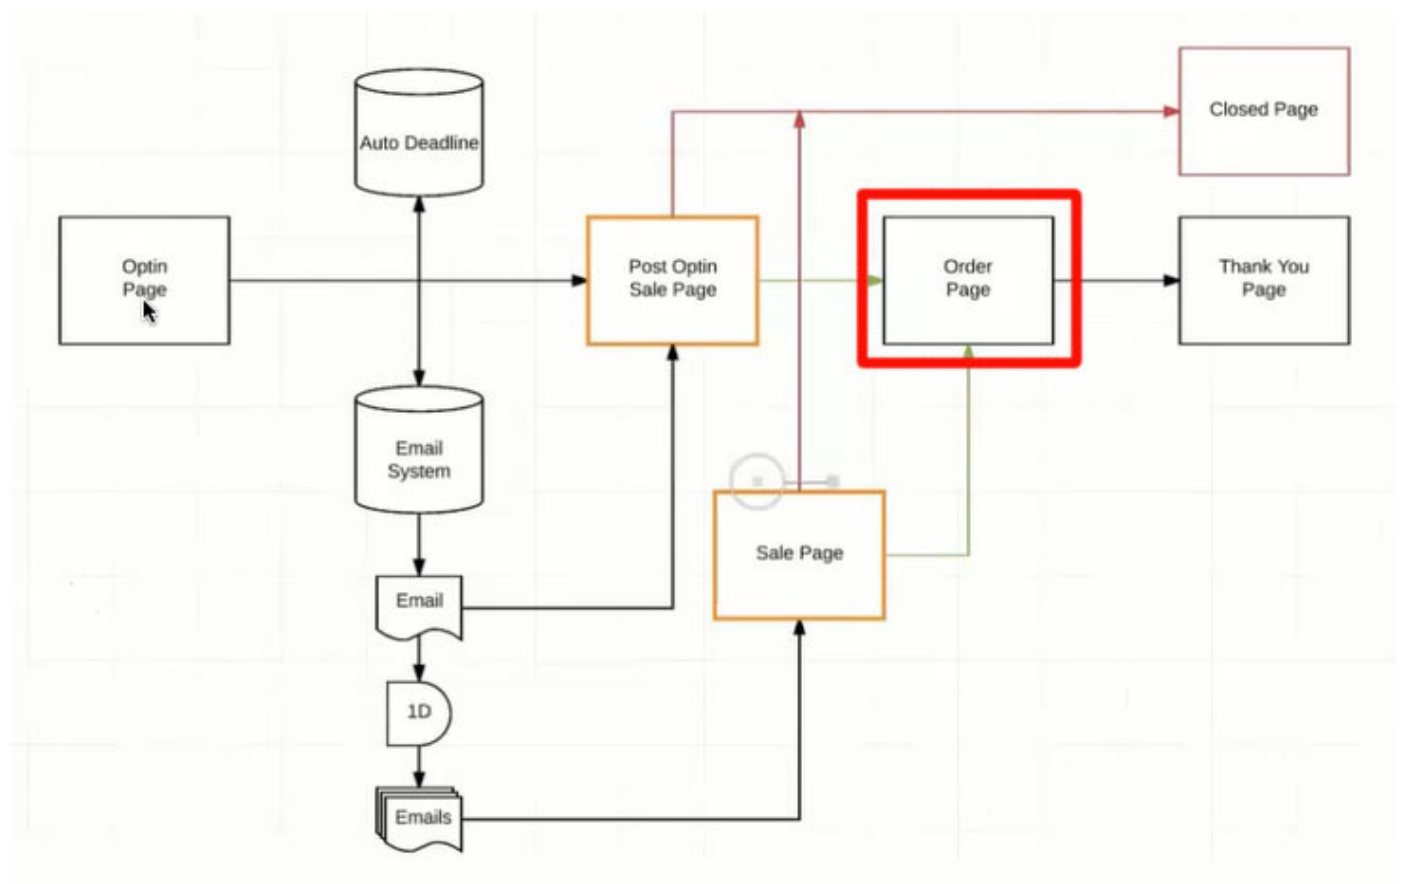 Closed Page
Auto Deadline
Optin
Page
Post Optin
Sale Page
Order
Page
Thank You
Page
Email
System
Sale Page
Email
1D
Emails